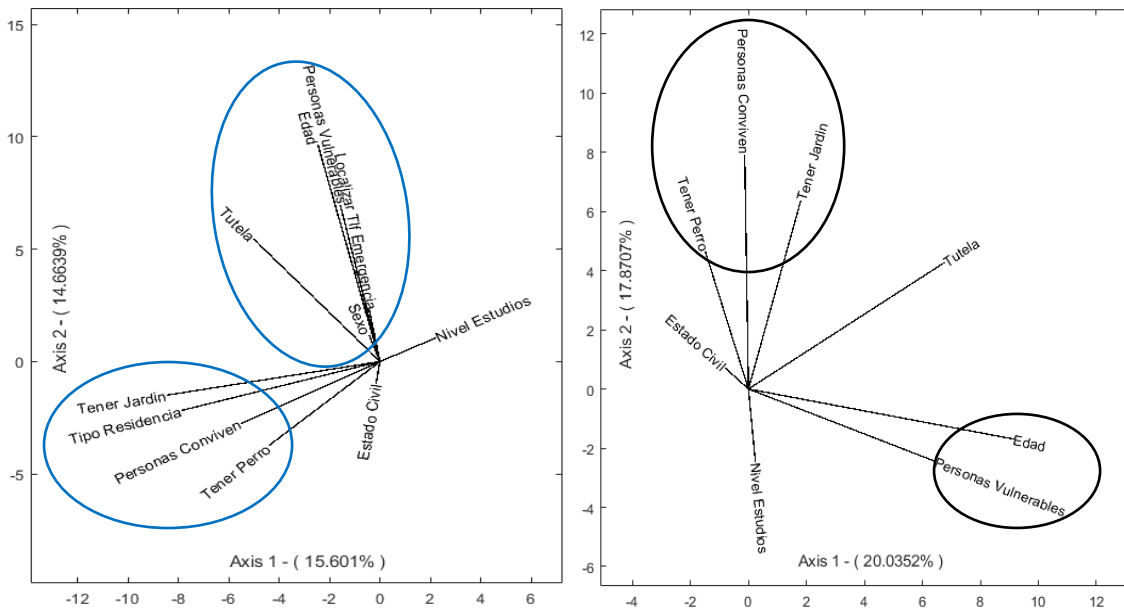 15
10
5
0
-5
Axis 2 - ( 14.6639% )
Personas Vulnerables
Edad
Localizar Tlf Emergencia
Tutela
Sexo
Nivel Estudios
Tener Jardin
Tipo Residencia
Personas Conviven
Tener Perro
Estado Civil
Axis 1 - ( 15.601% )
-12 -10 -8 -6 -4 -2 0 2 4 6
12
10
8
6
4
2
0
-2
-4
-6
Axis 2 - ( 17.8707% )
Personas Conviven
Tener Jardin
Tener Perro
Tutela
Estado Civil
Edad
Personas Vulnerables
Nivel Estudios
Axis 1 - ( 20.0352% )
-4 -2 0 2 4 6 8 10 12